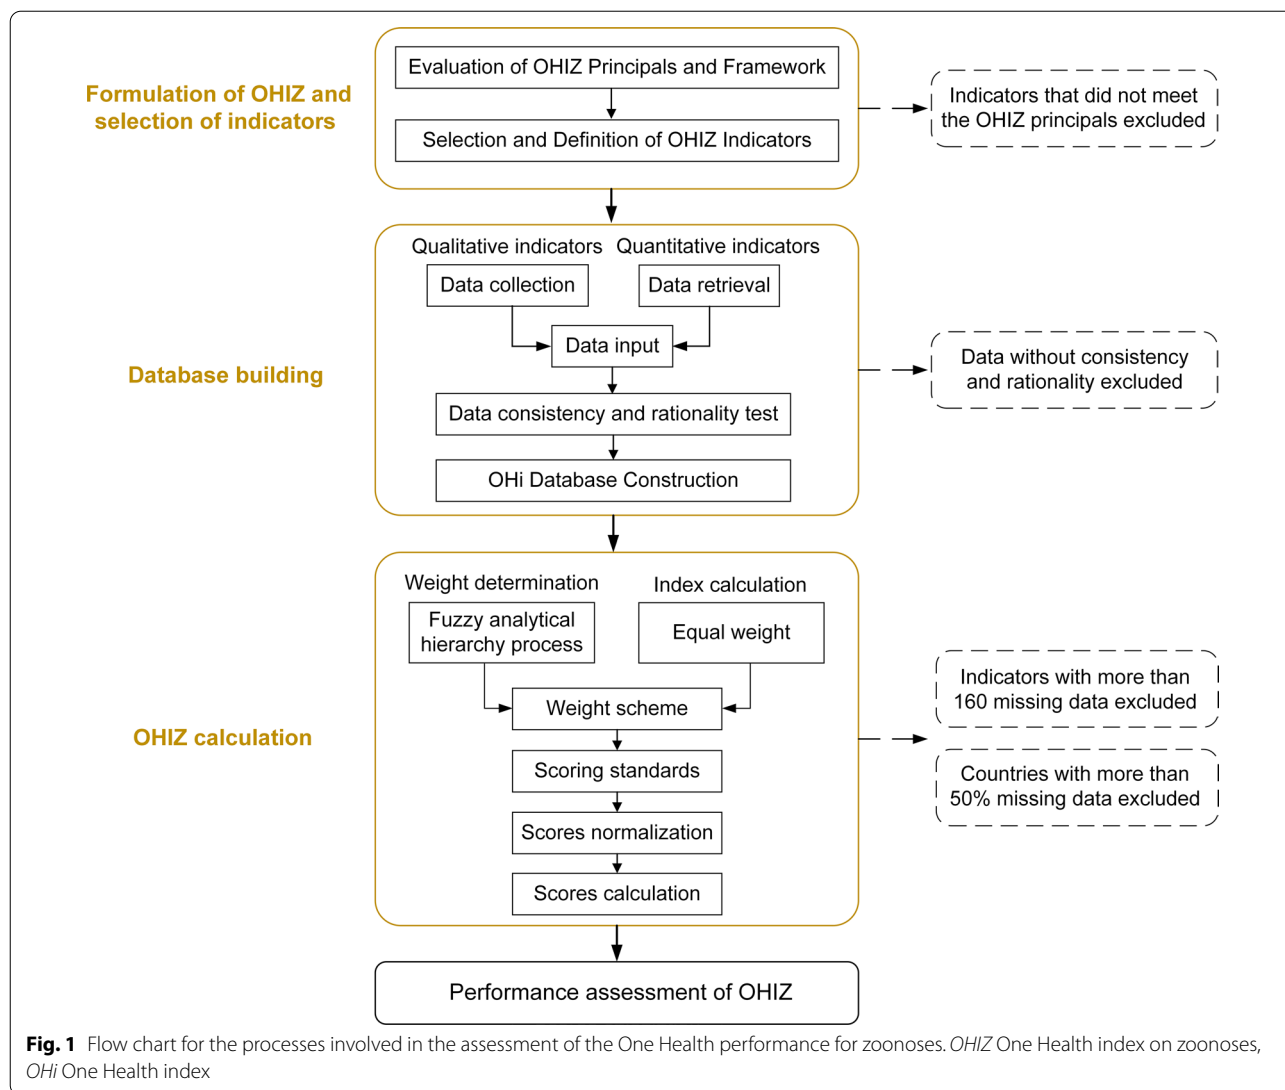 Formulation of OHIZ and
selection of indicators
Evaluation of OHIZ Principals and Framework
Selection and Definition of OHIZ Indicators
Indicators that did not meet
the OHIZ principals excluded
Database building
Qualitative indicators
Quantitative indicators
Data collection
Data retrieval
Data input
Data consistency and rationality test
OHi Database Construction
Data without consistency
and rationality excluded
OHIZ calculation
Weight determination
Index calculation
Fuzzy analytical
hierarchy process
Equal weight
Weight scheme
Scoring standards
Scores normalization
Scores calculation
Indicators with more than
160 missing data excluded
Countries with more than
50% missing data excluded
Performance assessment of OHIZ
Fig. 1 Flow chart for the processes involved in the assessment of the One Health performance for zoonoses. OHIZ One Health index on zoonoses,
OHi One Health index